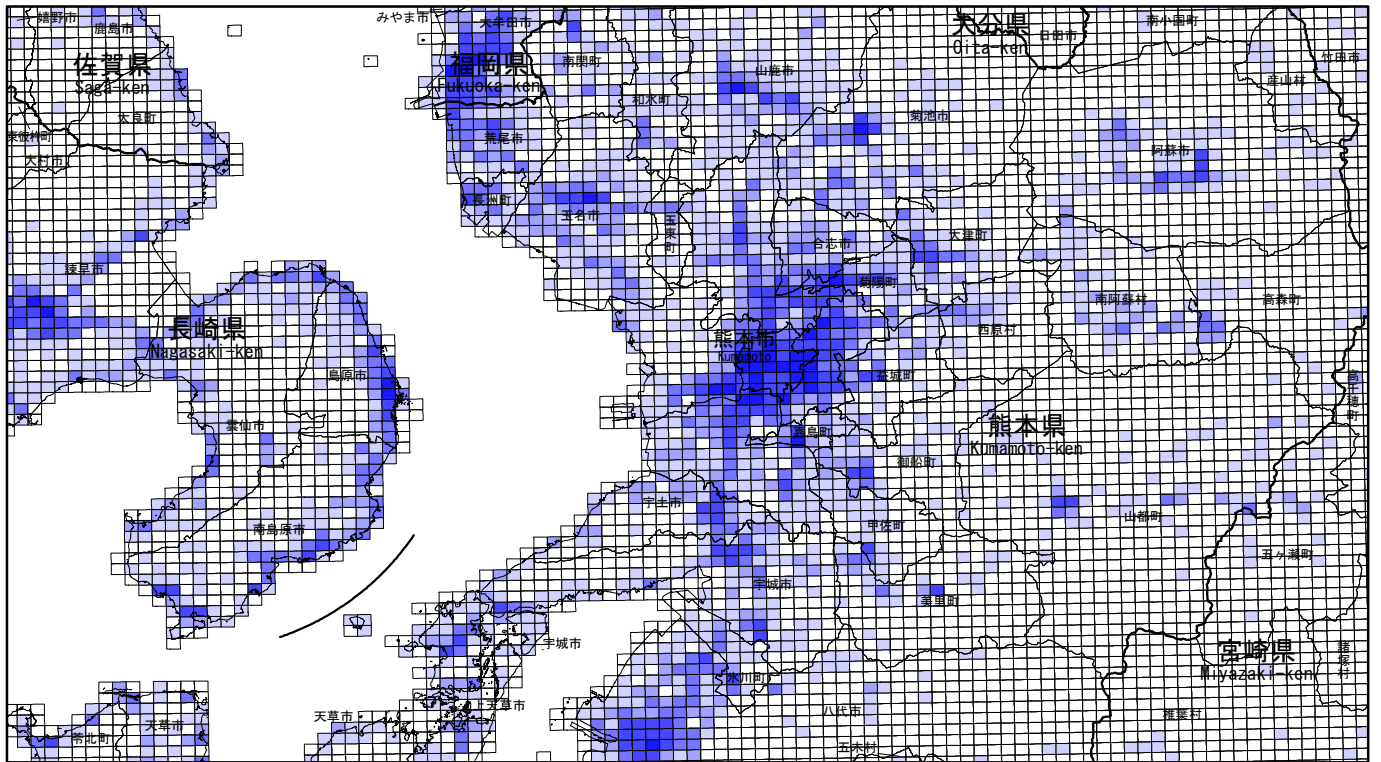 嬉野市
鹿島市
みやま市
大牟田市
大分県
Oita-ken
日田市
南小国町
竹田市
佐賀県
Saga-ken
福岡県
Fukuoka-ken
南関町
山鹿市
産山村
和水町
太良町
東彼杵町
荒尾市
菊池市
大村市
阿蘇市
長洲町
玉名市
玉東町
合志市
大津町
諫早市
菊陽町
南阿蘇村
高森町
長崎県
Nagasaki-ken
熊本市
Kumamoto
西原村
島原市
益城町
高千穂町
雲仙市
嘉島町
熊本県
Kumamoto-ken
御船町
宇土市
山都町
南島原市
甲佐町
五ヶ瀬町
宇城市
美里町
宇城市
宮崎県
Miyazaki-ken
諸塚村
氷川町
上天草市
天草市
天草市
八代市
椎葉村
苓北町
五木村